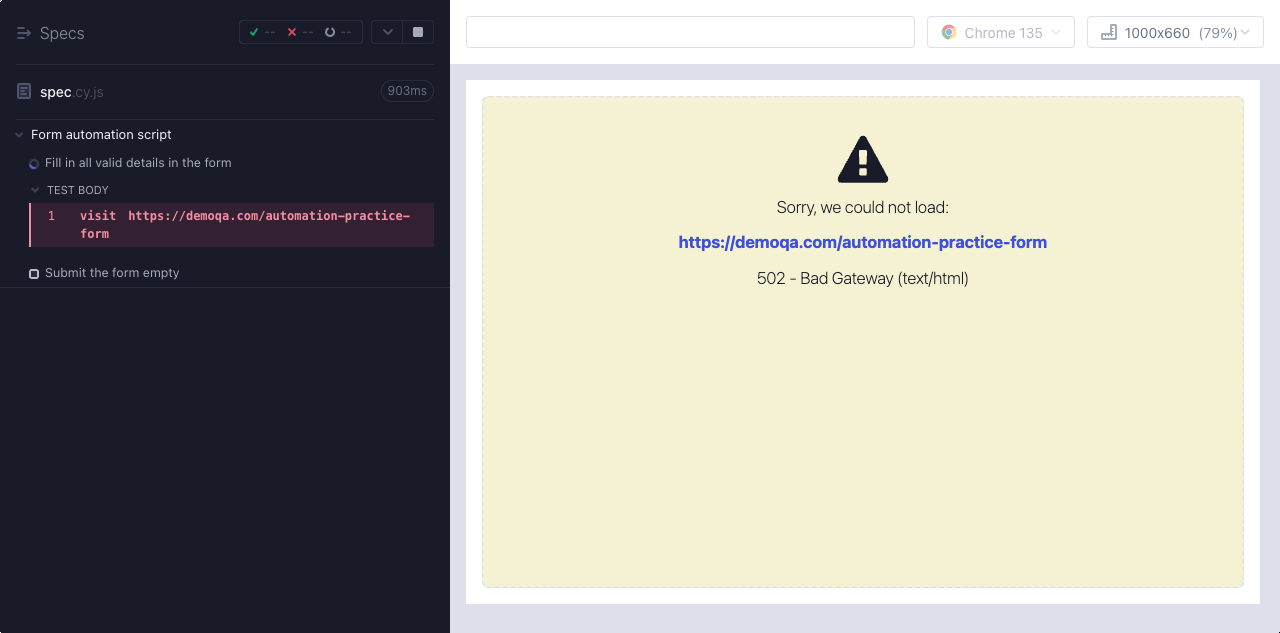 Specs
-- -- --
spec.cy.js
903ms
Form automation script
Fill in all valid details in the form
TEST BODY
1 visit https://demoqa.com/automation-practice-
form
Submit the form empty
Chrome 135
1000x660 (79%)
Sorry, we could not load:
https://demoqa.com/automation-practice-form
502 - Bad Gateway (text/html)